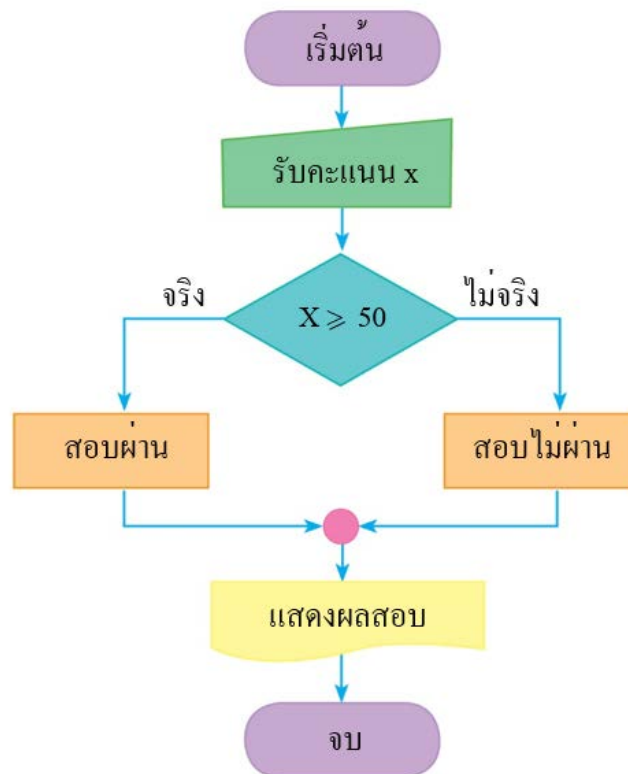 เริ่มต้น
รับคะแนน x
จริง
X ⩾ 50
ไม่จริง
สอบผ่าน
สอบไม่ผ่าน
แสดงผลสอบ
จบ